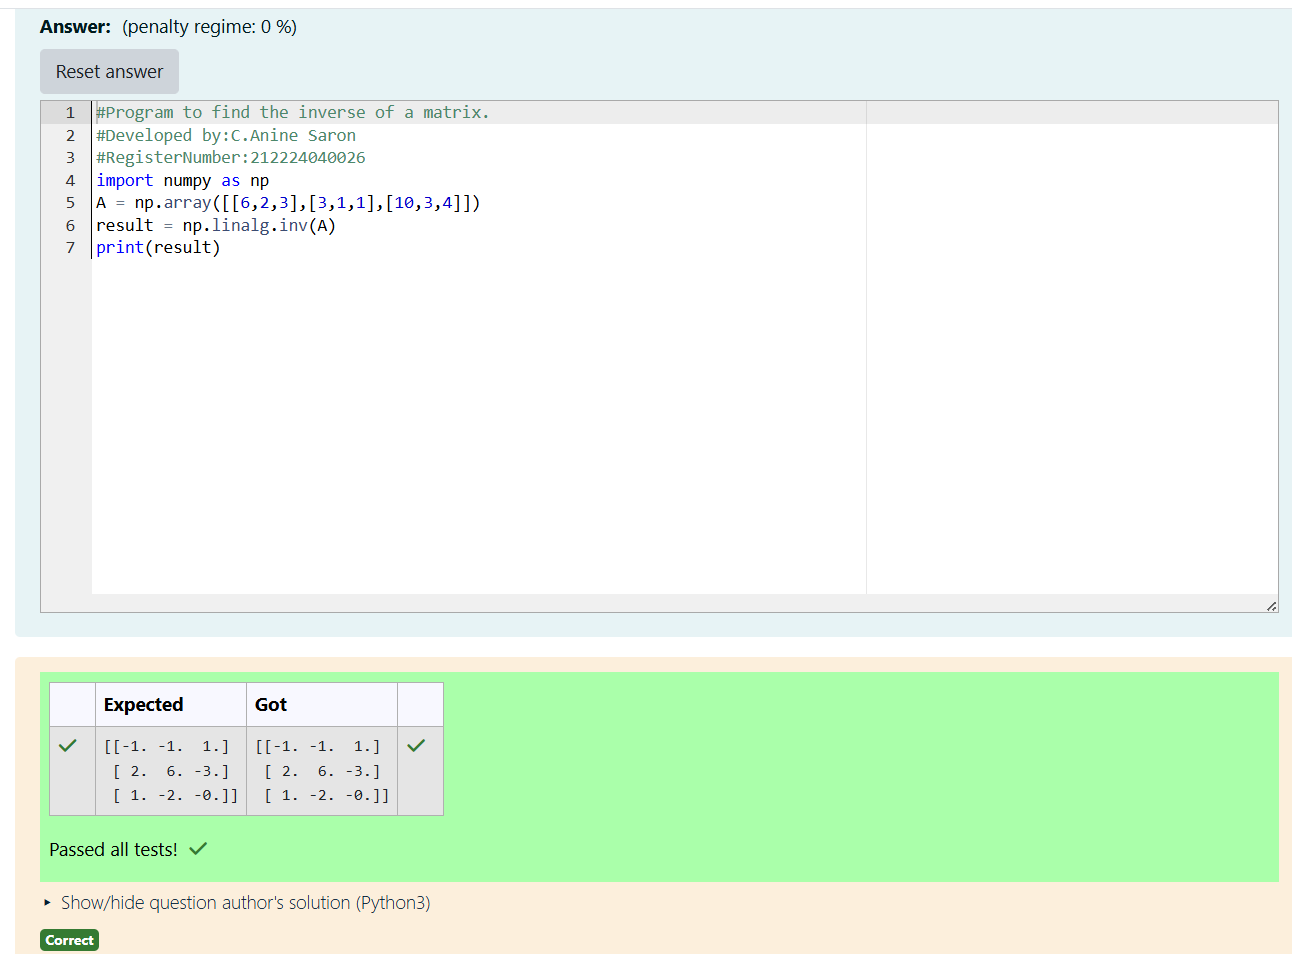 Answer: (penalty regime: 0 %)
Reset answer
1 #Program to find the inverse of a matrix.
2 #Developed by:C.Anine Saron
3 #RegisterNumber:212224040026
4 import numpy as np
5 A = np.array([[6,2,3],[3,1,1],[10,3,4]])
6 result = np.linalg.inv(A)
7 print(result)
Expected Got
[[-1. -1.  1.] [[-1. -1.  1.]
[ 2.  6. -3.] [ 2.  6. -3.]
[ 1. -2. -0.]] [ 1. -2. -0.]]
Passed all tests!
Show/hide question author's solution (Python3)
Correct